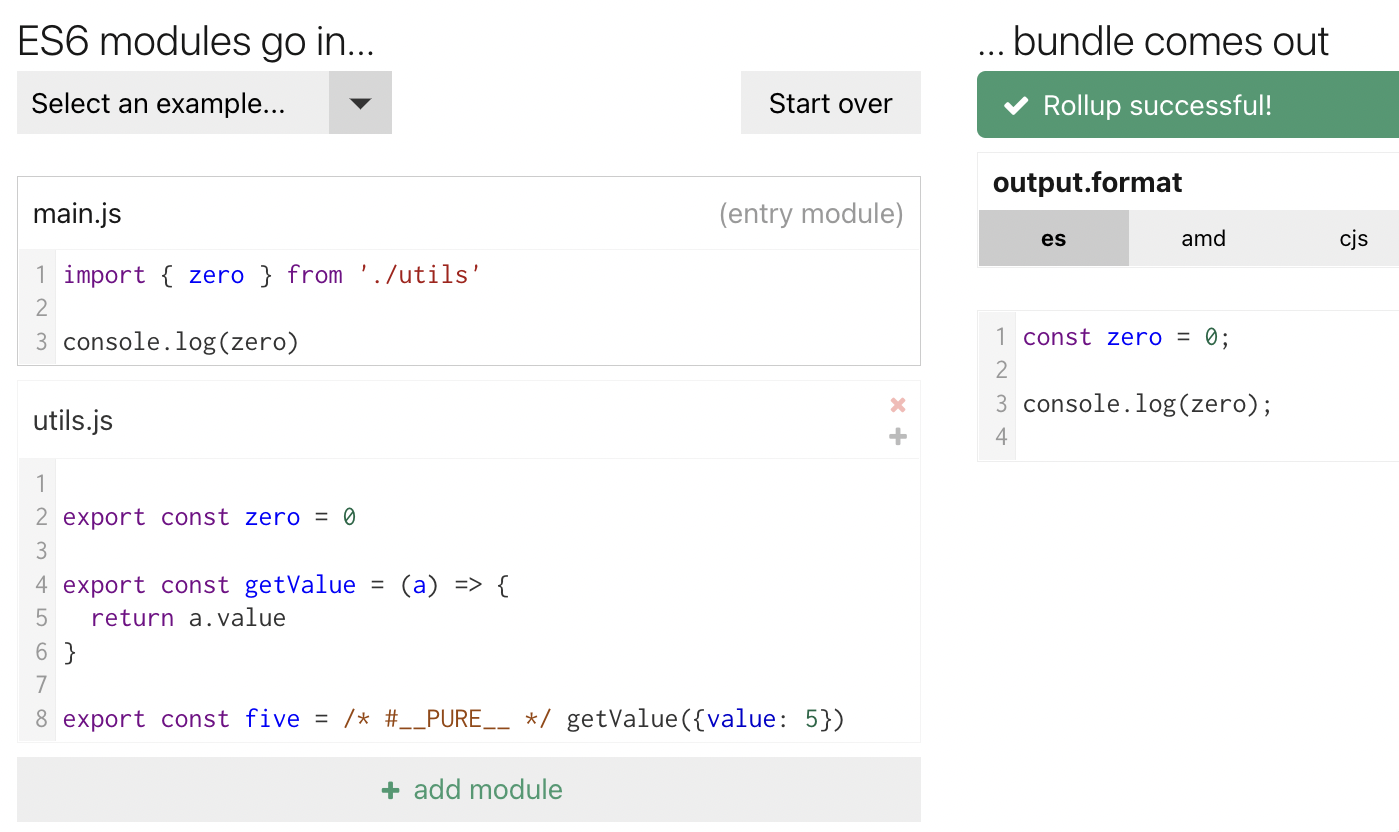 ES6 modules go in...
Select an example...
Start over
main.js
(entry module)
1 import { zero } from './utils'
2
3 console.log(zero)
utils.js
1
2 export const zero = 0
3
4 export const getValue = (a) => {
5   return a.value
6 }
7
8 export const five = /* #__PURE__ */ getValue({value: 5})
+ add module
... bundle comes out
Rollup successful!
output.format
es amd cjs
1 const zero = 0;
2
3 console.log(zero);
4